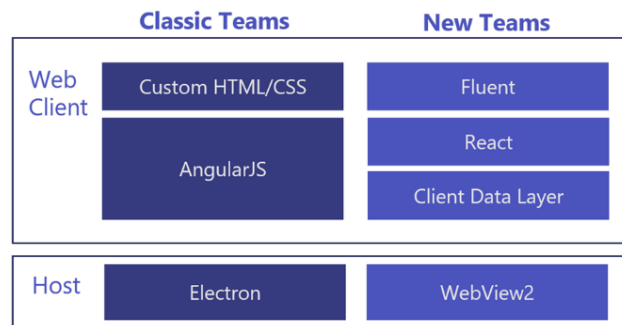 Classic Teams
New Teams
Web
Client
Custom HTML/CSS
Fluent
AngularJS
React
Client Data Layer
Host
Electron
WebView2